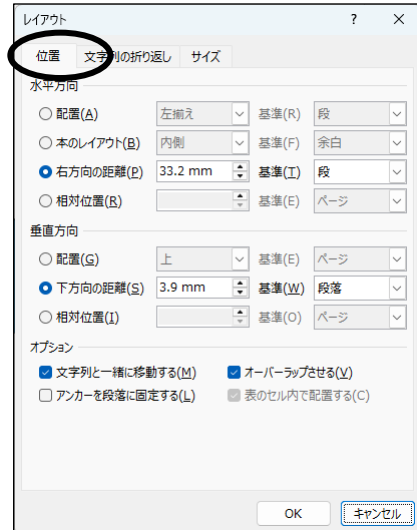 レイアウト ? ×
位置 文字列の折り返し サイズ
水平方向
配置(A) 左揃え 基準(R) 段
本のレイアウト(B) 内側 基準(F) 余白
右方向の距離(P) 33.2 mm 基準(T) 段
相対位置(R) 基準(E) ページ
垂直方向
配置(G) 上 基準(E) ページ
下方向の距離(S) 3.9 mm 基準(W) 段落
相対位置(I) 基準(O) ページ
オプション
文字列と一緒に移動する(M) オーバーラップさせる(V)
アンカーを段落に固定する(L) 表のセル内で配置する(C)
OK キャンセル